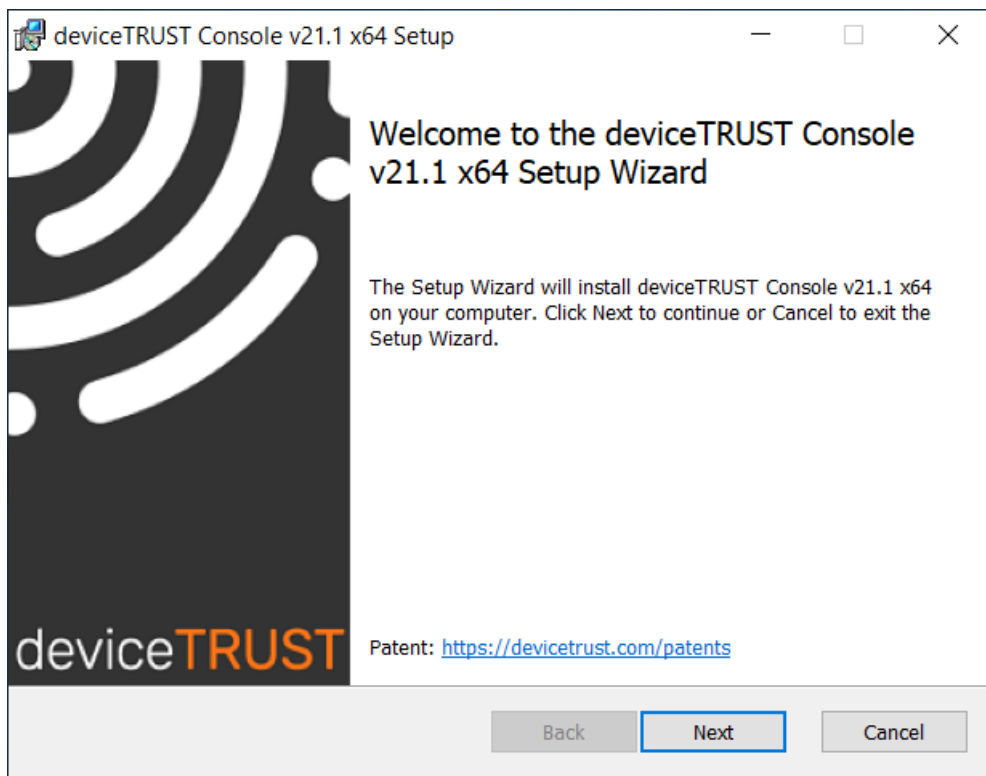 deviceTRUST Console v21.1 x64 Setup
Welcome to the deviceTRUST Console
v21.1 x64 Setup Wizard
The Setup Wizard will install deviceTRUST Console v21.1 x64
on your computer. Click Next to continue or Cancel to exit the
Setup Wizard.
deviceTRUST
Patent: https://devicetrust.com/patents
Back
Next
Cancel